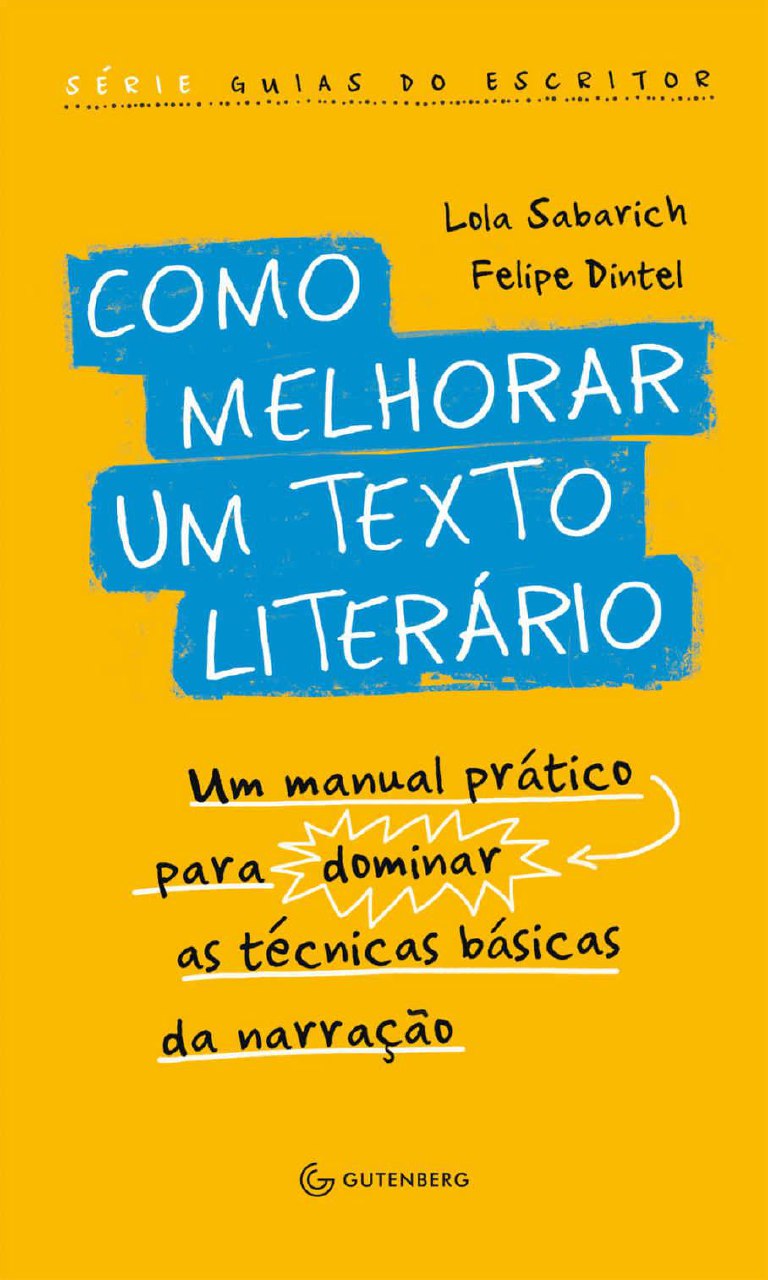 SÉRIE GUIAS DO ESCRITOR
Lola Sabarich
Felipe Dintel
COMO
MELHORAR
UM TEXTO
LITERÁRIO
Um manual prático
para dominar
as técnicas básicas
da narração
GUTENBERG